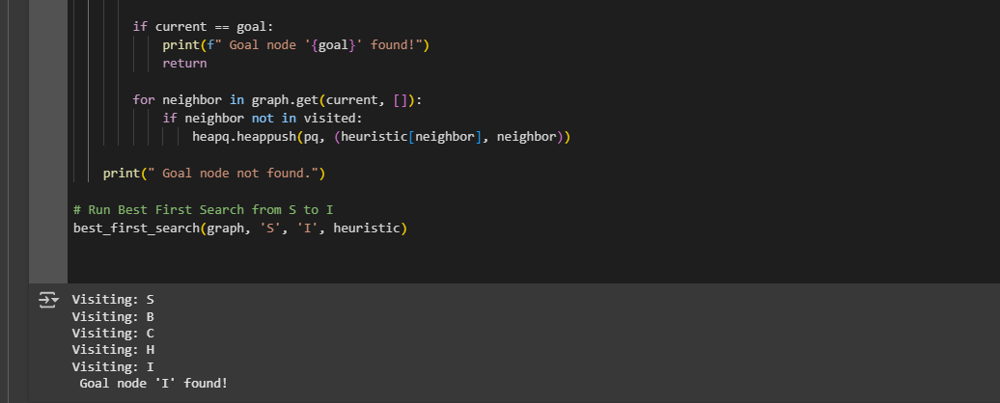 if current == goal:
print(f" Goal node '{goal}' found!")
return
for neighbor in graph.get(current, []):
if neighbor not in visited:
heapq.heappush(pq, (heuristic[neighbor], neighbor))
print(" Goal node not found.")
# Run Best First Search from S to I
best_first_search(graph, 'S', 'I', heuristic)
Visiting: S
Visiting: B
Visiting: C
Visiting: H
Visiting: I
Goal node 'I' found!